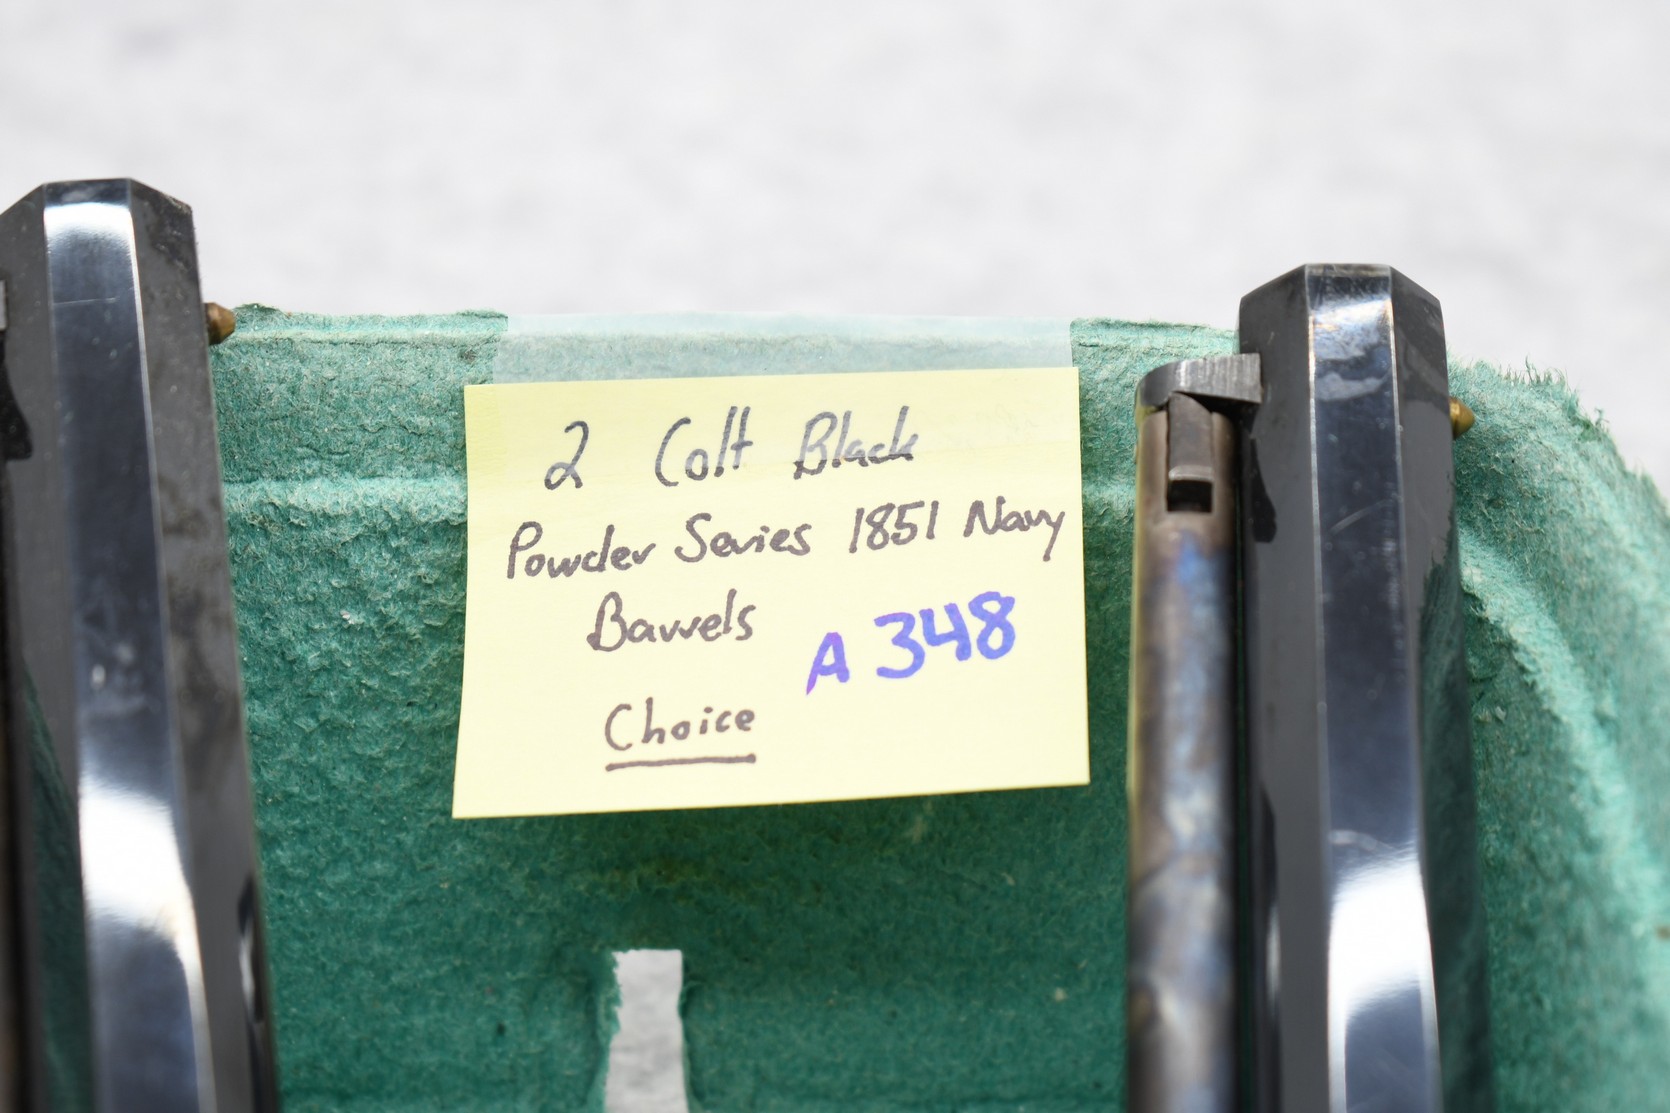 2 Colt Black
Powder Series 1851 Navy
Barrels
A 348
Choice